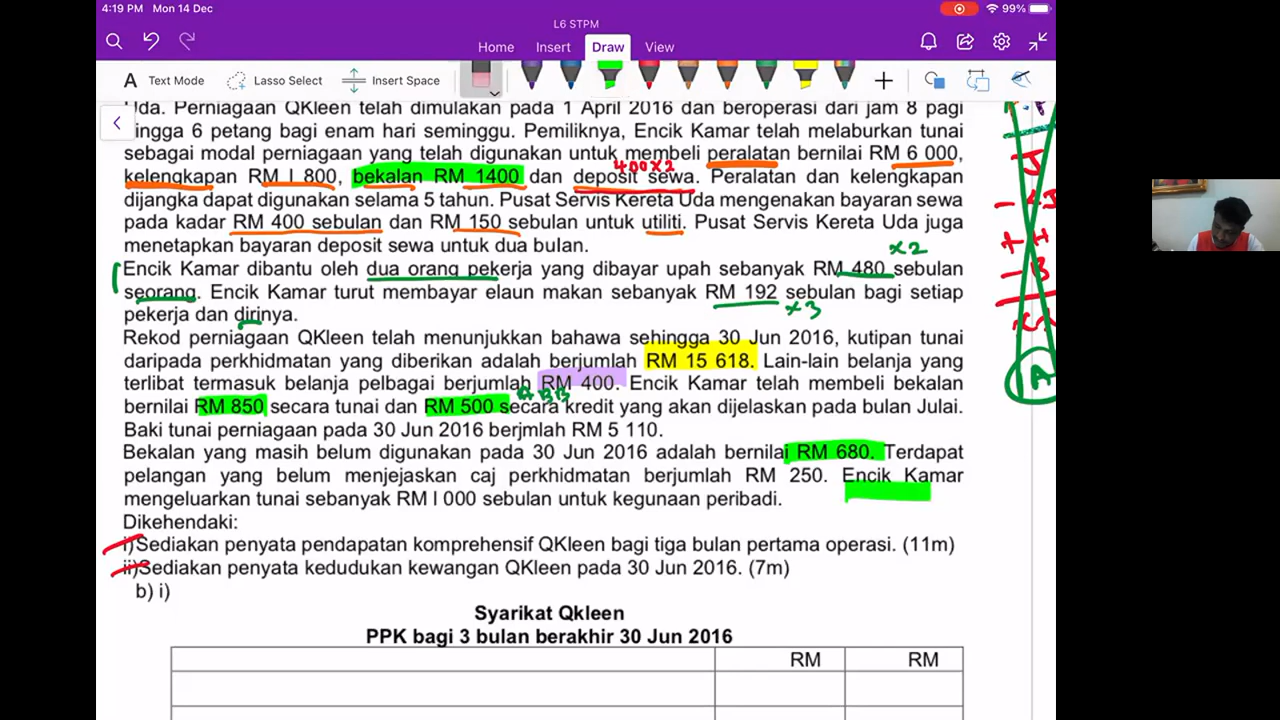 4:19 PM Mon 14 Dec
99%
L6 STPM
Home Insert Draw View
Text Mode Lasso Select Insert Space
Uda. Perniagaan QKleen telah dimulakan pada 1 April 2016 dan beroperasi dari jam 8 pagi
hingga 6 petang bagi enam hari seminggu. Pemiliknya, Encik Kamar telah melaburkan tunai
sebagai modal perniagaan yang telah digunakan untuk membeli peralatan bernilai RM 6 000,
400x2
kelengkapan RM I 800, bekalan RM 1400 dan deposit sewa. Peralatan dan kelengkapan
dijangka dapat digunakan selama 5 tahun. Pusat Servis Kereta Uda mengenakan bayaran sewa
pada kadar RM 400 sebulan dan RM 150 sebulan untuk utiliti. Pusat Servis Kereta Uda juga
menetapkan bayaran deposit sewa untuk dua bulan.
x2
Encik Kamar dibantu oleh dua orang pekerja yang dibayar upah sebanyak RM 480 sebulan
seorang. Encik Kamar turut membayar elaun makan sebanyak RM 192 sebulan bagi setiap
x3
pekerja dan dirinya.
Rekod perniagaan QKleen telah menunjukkan bahawa sehingga 30 Jun 2016, kutipan tunai
daripada perkhidmatan yang diberikan adalah berjumlah RM 15 618. Lain-lain belanja yang
terlibat termasuk belanja pelbagai berjumlah RM 400. Encik Kamar telah membeli bekalan
ABB
bernilai RM 850 secara tunai dan RM 500 secara kredit yang akan dijelaskan pada bulan Julai.
Baki tunai perniagaan pada 30 Jun 2016 berjmlah RM 5 110.
Bekalan yang masih belum digunakan pada 30 Jun 2016 adalah bernilai RM 680. Terdapat
pelangan yang belum menjejaskan caj perkhidmatan berjumlah RM 250. Encik Kamar
mengeluarkan tunai sebanyak RM I 000 sebulan untuk kegunaan peribadi.
Dikehendaki:
i)Sediakan penyata pendapatan komprehensif QKleen bagi tiga bulan pertama operasi. (11m)
ii)Sediakan penyata kedudukan kewangan QKleen pada 30 Jun 2016. (7m)
b) i)
Syarikat Qkleen
PPK bagi 3 bulan berakhir 30 Jun 2016
RM RM
A